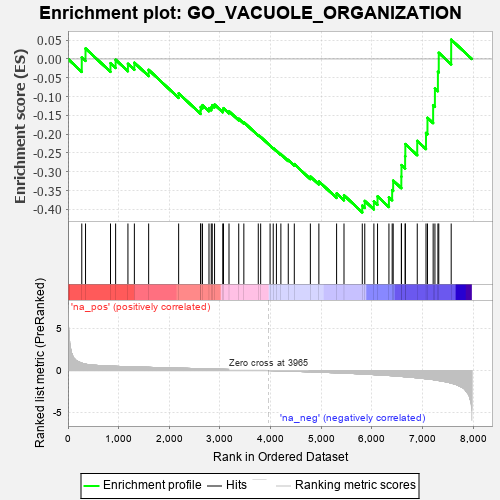 Enrichment plot: GO_VACUOLE_ORGANIZATION
Enrichment score (ES)
0.05
0.00
-0.05
-0.10
-0.15
-0.20
-0.25
-0.30
-0.35
-0.40
'na_pos' (positively correlated)
Ranked list metric (PreRanked)
5
0
-5
Zero cross at 3965
'na_neg' (negatively correlated)
0
1,000
2,000
3,000
4,000
5,000
6,000
7,000
8,000
Rank in Ordered Dataset
Enrichment profile
Hits
Ranking metric scores